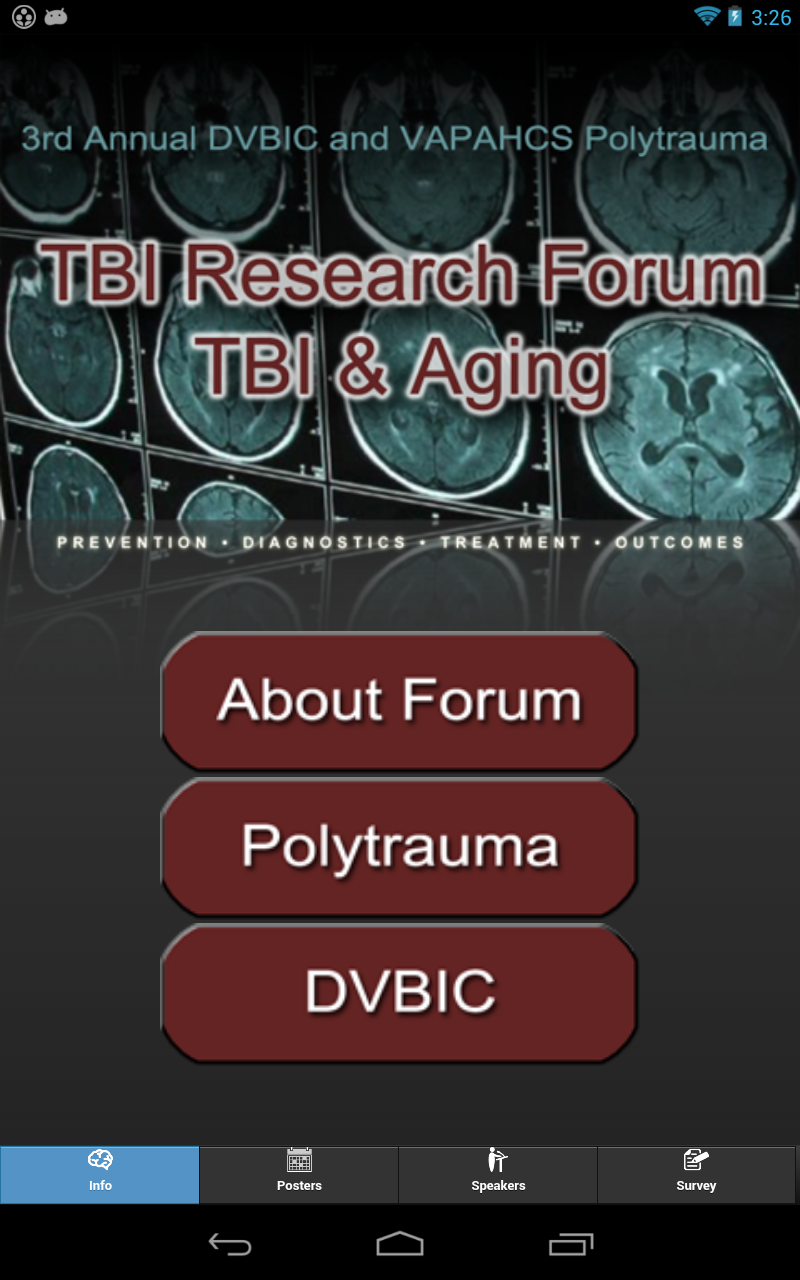 3:26
3rd Annual DVBIC and VAPAHCS Polytrauma
TBI Research Forum
TBI & Aging
PREVENTION • DIAGNOSTICS • TREATMENT • OUTCOMES
About Forum
Polytrauma
DVBIC
Info
Posters
Speakers
Survey